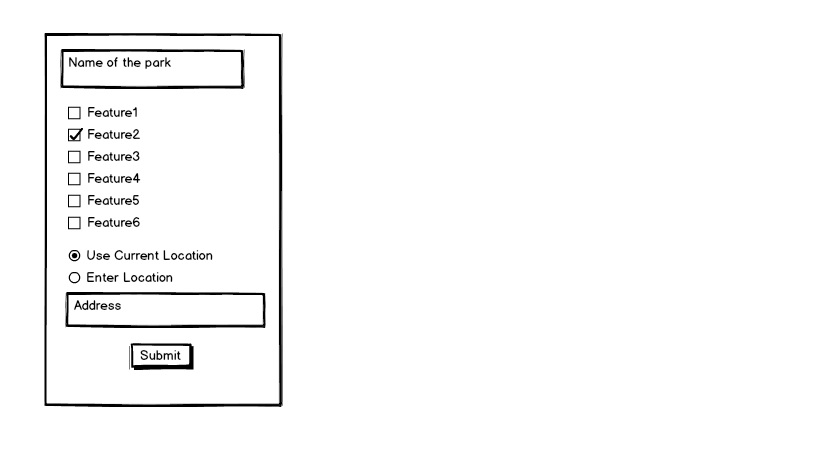 Name of the park
Feature1
Feature2
Feature3
Feature4
Feature5
Feature6
Use Current Location
Enter Location
Address
Submit